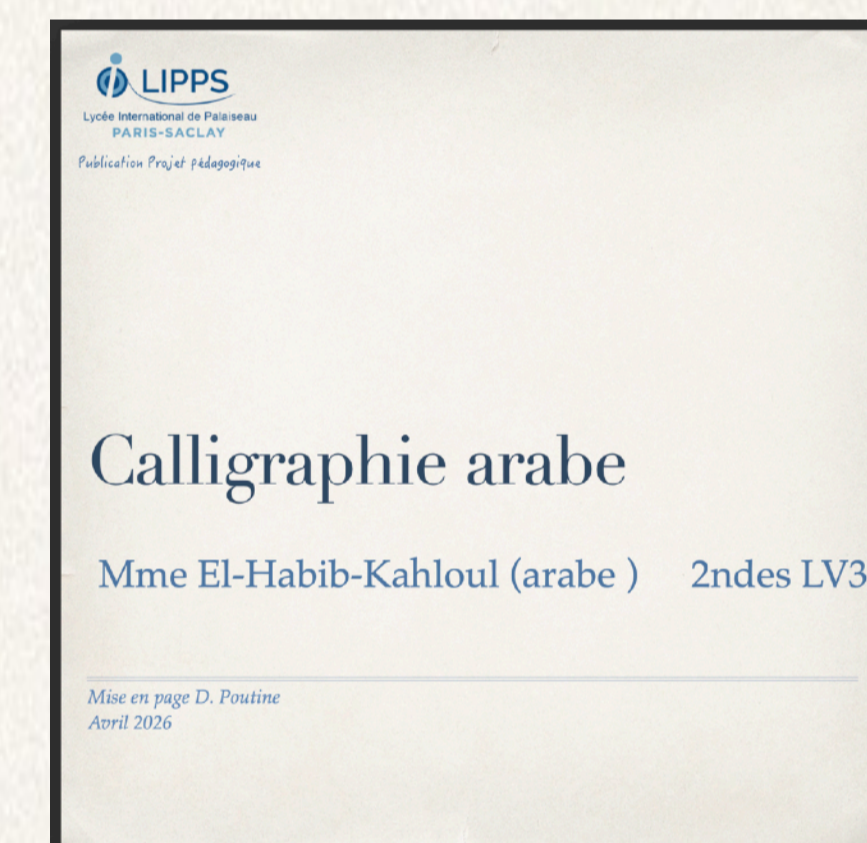 LIPPS
Lycée International de Palaiseau
PARIS-SACLAY
Publication Projet pédagogique
Calligraphie arabe
Mme El-Habib-Kahloul (arabe ) 2ndes LV3
Mise en page D. Poutine
Avril 2026